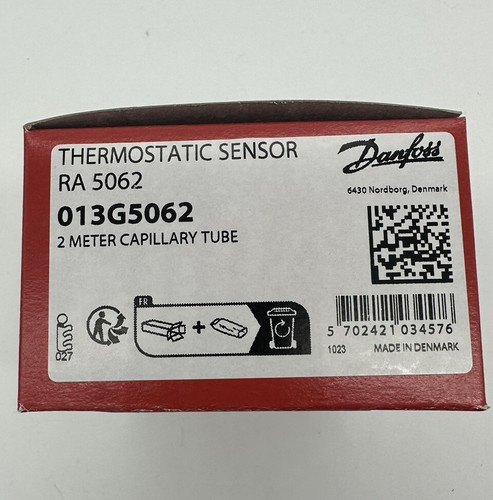 THERMOSTATIC SENSOR
RA 5062
013G5062
2 METER CAPILLARY TUBE
Danfoss
6430 Nordborg, Denmark
FR
+
027
5 702421 034576
1023
MADE IN DENMARK